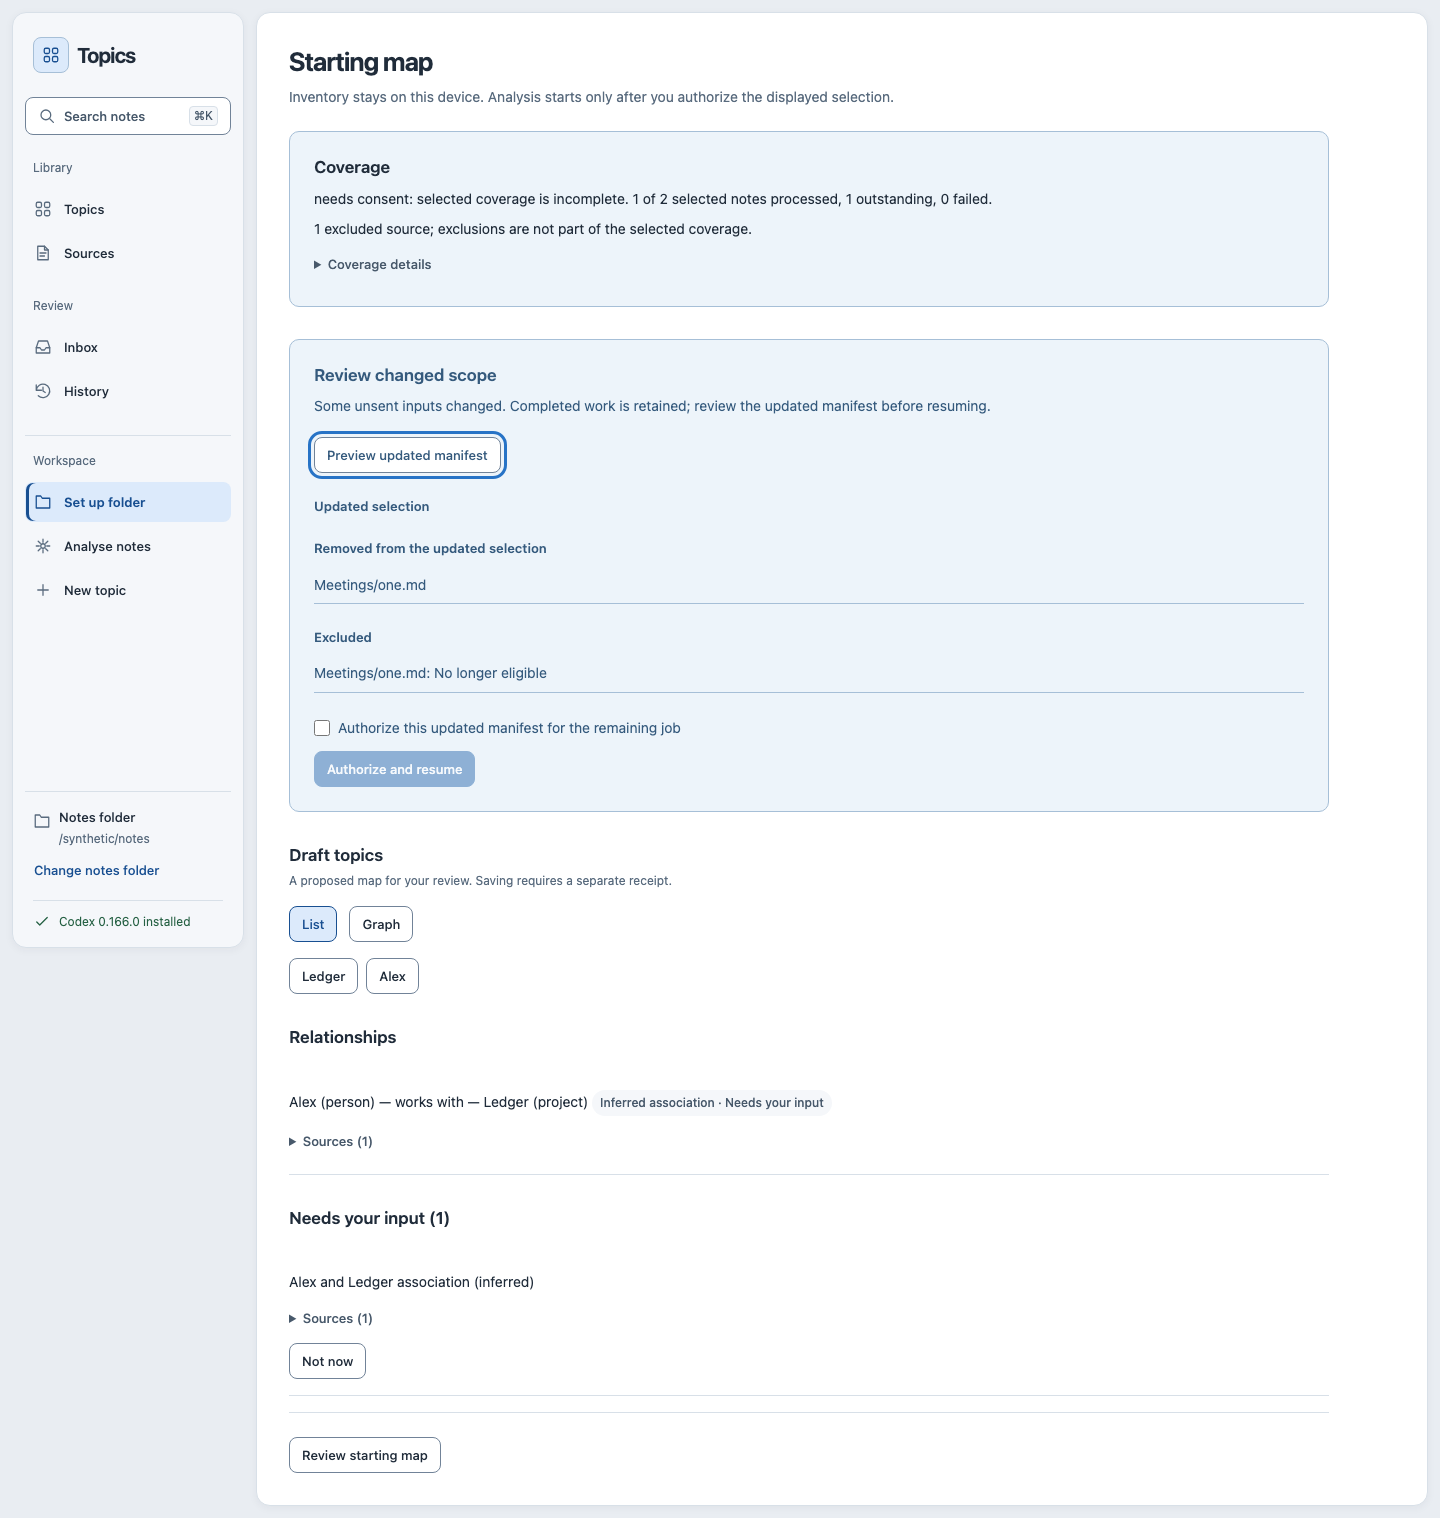 Topics
Search notes ⌘K
Library
Topics
Sources
Review
Inbox
History
Workspace
Set up folder
Analyse notes
New topic
Notes folder
/synthetic/notes
Change notes folder
Codex 0.166.0 installed
Starting map
Inventory stays on this device. Analysis starts only after you authorize the displayed selection.
Coverage
needs consent: selected coverage is incomplete. 1 of 2 selected notes processed, 1 outstanding, 0 failed.
1 excluded source; exclusions are not part of the selected coverage.
Coverage details
Review changed scope
Some unsent inputs changed. Completed work is retained; review the updated manifest before resuming.
Preview updated manifest
Updated selection
Removed from the updated selection
Meetings/one.md
Excluded
Meetings/one.md: No longer eligible
Authorize this updated manifest for the remaining job
Authorize and resume
Draft topics
A proposed map for your review. Saving requires a separate receipt.
List Graph
Ledger Alex
Relationships
Alex (person) — works with — Ledger (project) Inferred association · Needs your input
Sources (1)
Needs your input (1)
Alex and Ledger association (inferred)
Sources (1)
Not now
Review starting map